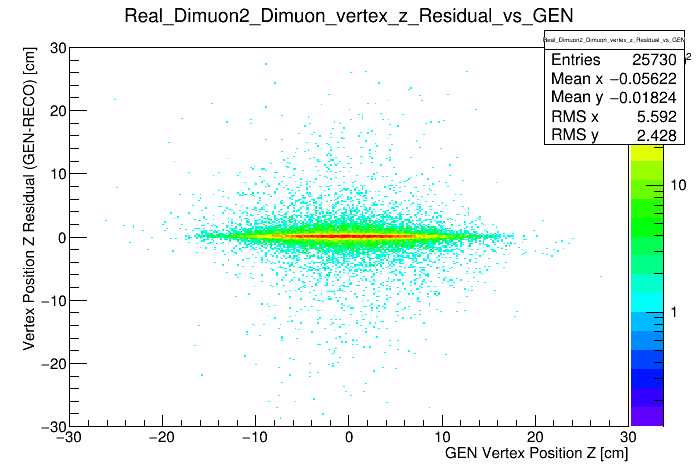 Real_Dimuon2_Dimuon_vertex_z_Residual_vs_GEN
Real_Dimuon2_Dimuon_vertex_z_Residual_vs_GEN
Entries 25730
Mean x −0.05622
Mean y −0.01824
RMS x 5.592
RMS y 2.428
Vertex Position Z Residual (GEN-RECO) [cm]
30
20
10
0
−10
−20
−30
−30 −20 −10 0 10 20 30
GEN Vertex Position Z [cm]
2
10
1